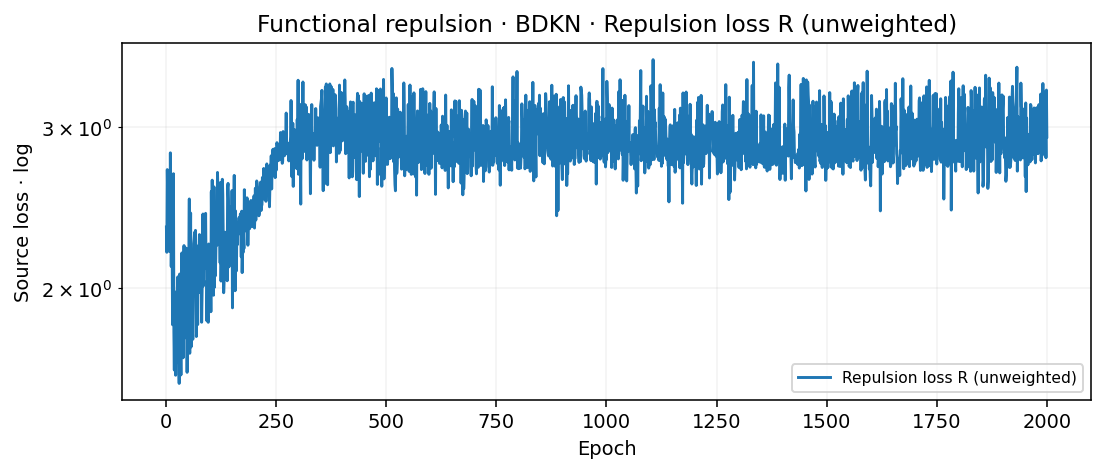 Functional repulsion · BDKN · Repulsion loss R (unweighted)
Source loss · log
3 × 10⁰
2 × 10⁰
Repulsion loss R (unweighted)
0 250 500 750 1000 1250 1500 1750 2000
Epoch